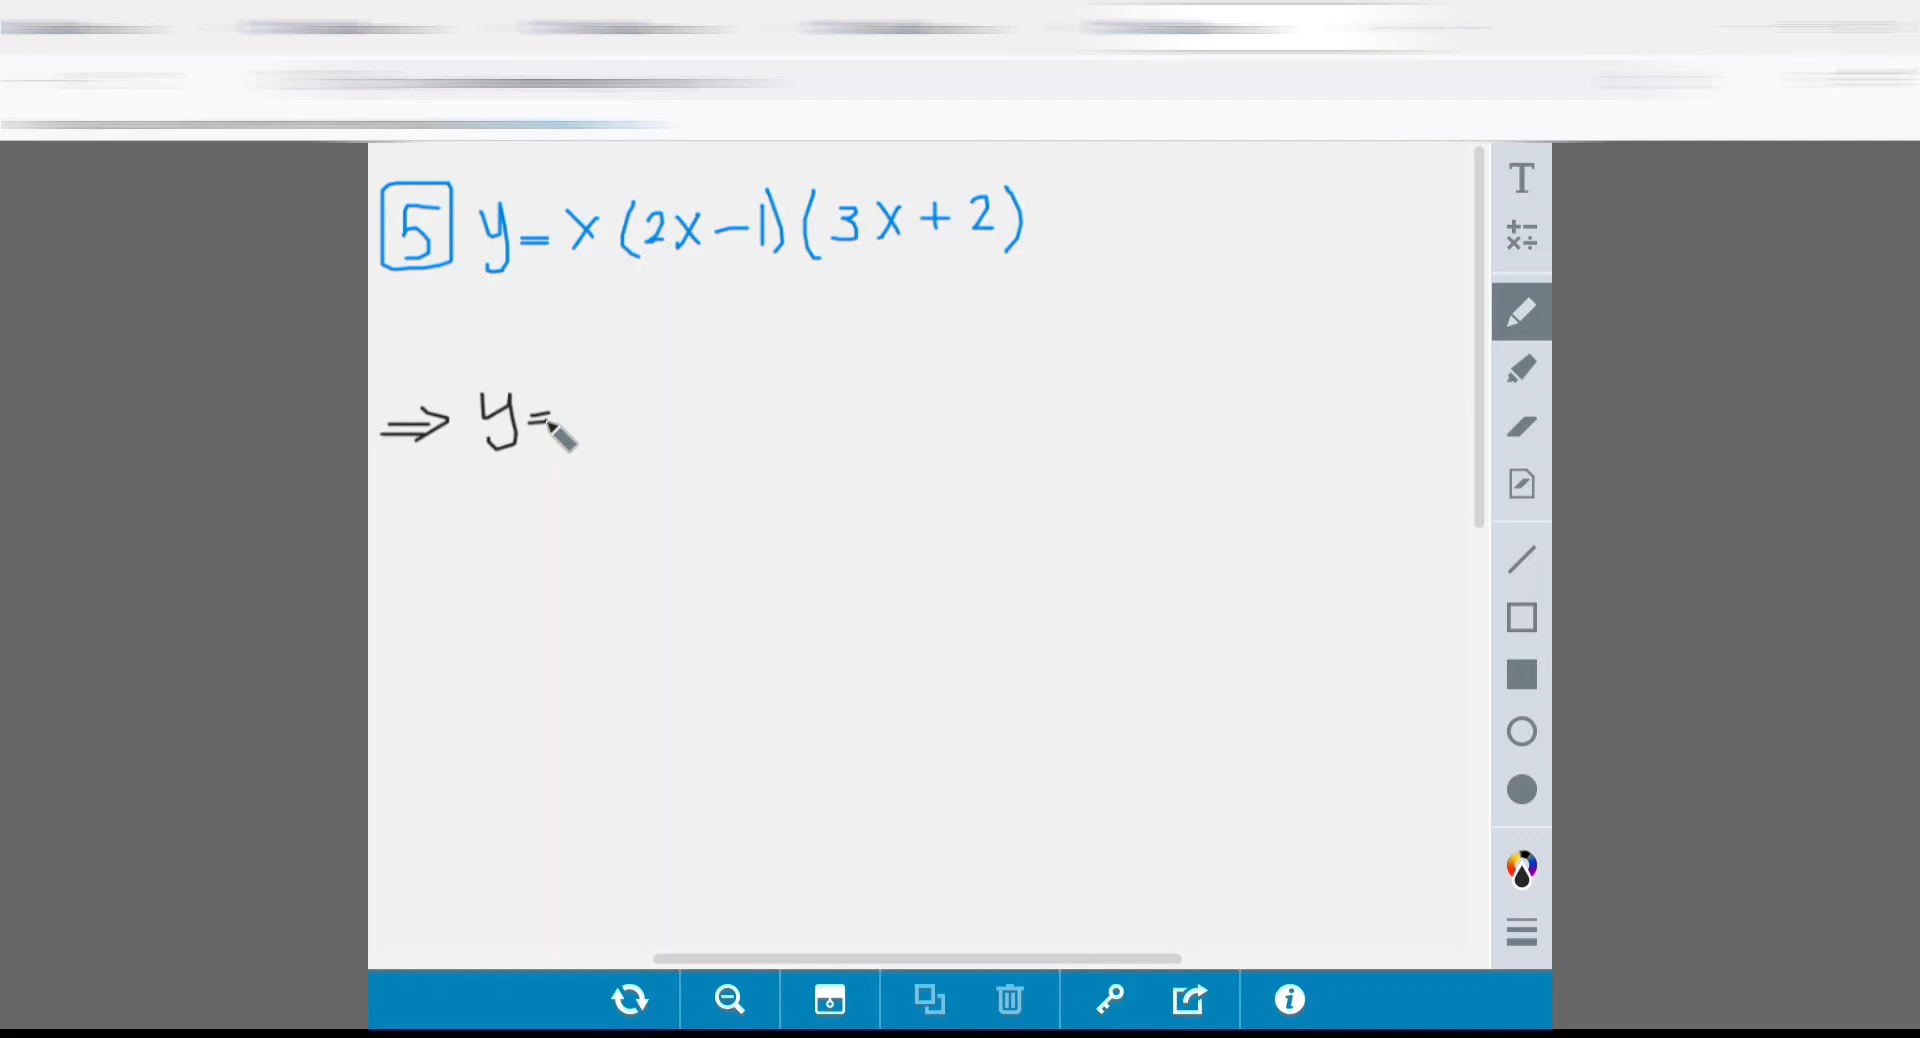 5 y = x (2x - 1) (3x + 2)
⇒ y =
T